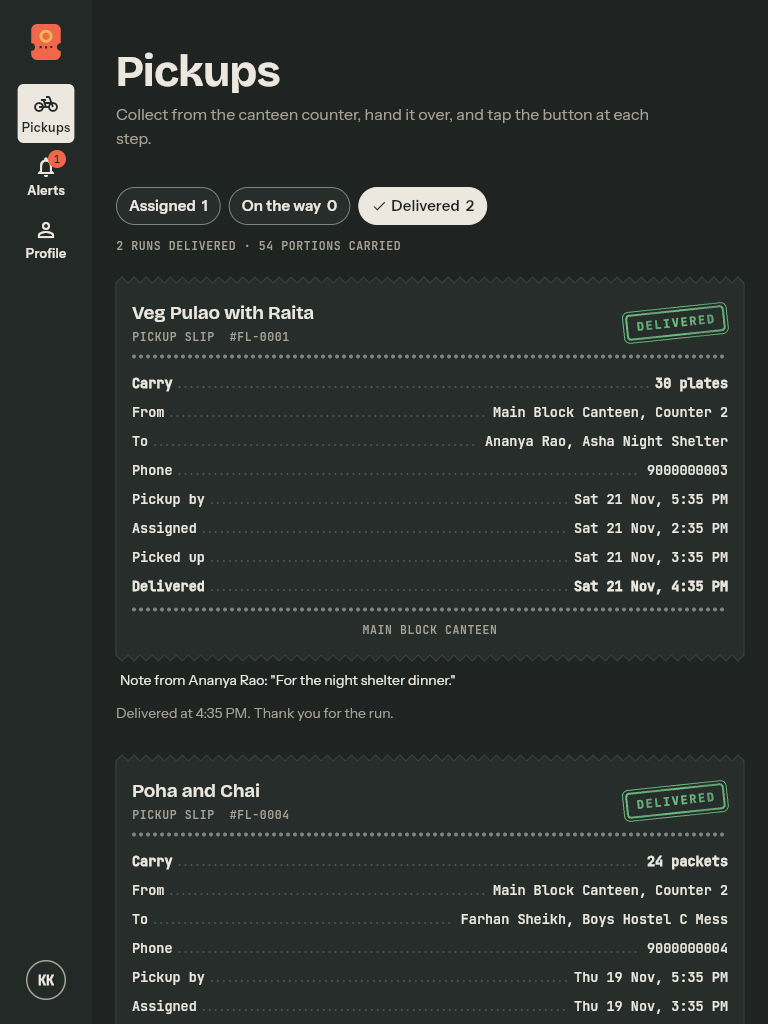 Pickups
1
Alerts
Profile
KK
Pickups
Collect from the canteen counter, hand it over, and tap the button at each
step.
Assigned 1
On the way 0
Delivered 2
2 RUNS DELIVERED · 54 PORTIONS CARRIED
Veg Pulao with Raita
PICKUP SLIP #FL-0001
DELIVERED
Carry 30 plates
From Main Block Canteen, Counter 2
To Ananya Rao, Asha Night Shelter
Phone 9000000003
Pickup by Sat 21 Nov, 5:35 PM
Assigned Sat 21 Nov, 2:35 PM
Picked up Sat 21 Nov, 3:35 PM
Delivered Sat 21 Nov, 4:35 PM
MAIN BLOCK CANTEEN
Note from Ananya Rao: "For the night shelter dinner."
Delivered at 4:35 PM. Thank you for the run.
Poha and Chai
PICKUP SLIP #FL-0004
DELIVERED
Carry 24 packets
From Main Block Canteen, Counter 2
To Farhan Sheikh, Boys Hostel C Mess
Phone 9000000004
Pickup by Thu 19 Nov, 5:35 PM
Assigned Thu 19 Nov, 3:35 PM